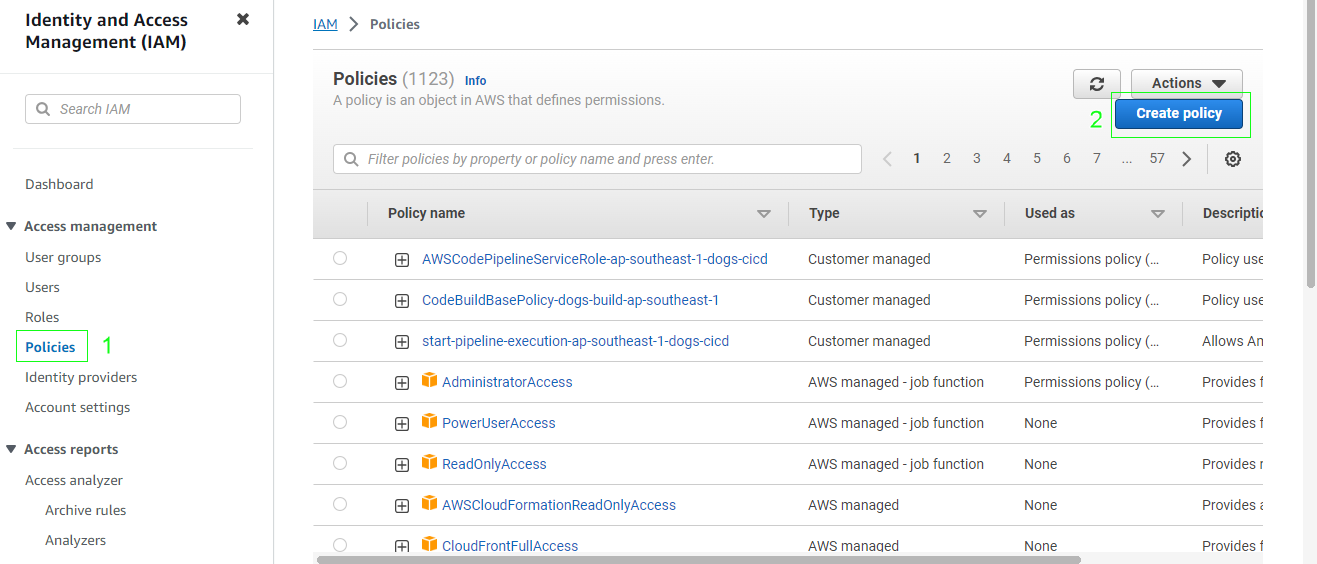 Identity and Access
Management (IAM)
Search IAM
Dashboard
Access management
User groups
Users
Roles
Policies 1
Identity providers
Account settings
Access reports
Access analyzer
Archive rules
Analyzers
IAM > Policies
Policies (1123) Info
A policy is an object in AWS that defines permissions.
Actions
2 Create policy
Filter policies by property or policy name and press enter.
< 1 2 3 4 5 6 7 ... 57 >
Policy name Type Used as Descriptio
AWSCodePipelineServiceRole-ap-southeast-1-dogs-cicd Customer managed Permissions policy (... Policy use
CodeBuildBasePolicy-dogs-build-ap-southeast-1 Customer managed Permissions policy (... Policy use
start-pipeline-execution-ap-southeast-1-dogs-cicd Customer managed Permissions policy (... Allows Am
AdministratorAccess AWS managed - job function Permissions policy (... Provides f
PowerUserAccess AWS managed - job function None Provides f
ReadOnlyAccess AWS managed - job function None Provides r
AWSCloudFormationReadOnlyAccess AWS managed None Provides a
CloudFrontFullAccess AWS managed None Provides f